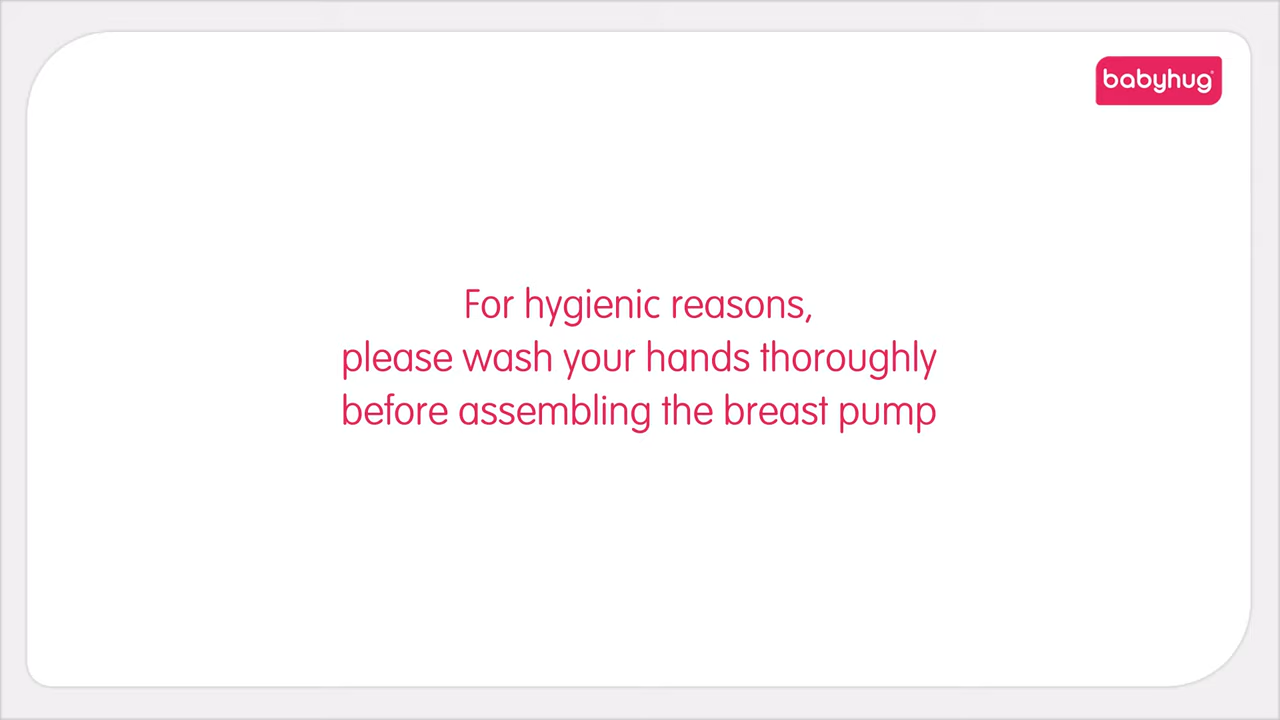 babyhug
For hygienic reasons,
please wash your hands thoroughly
before assembling the breast pump